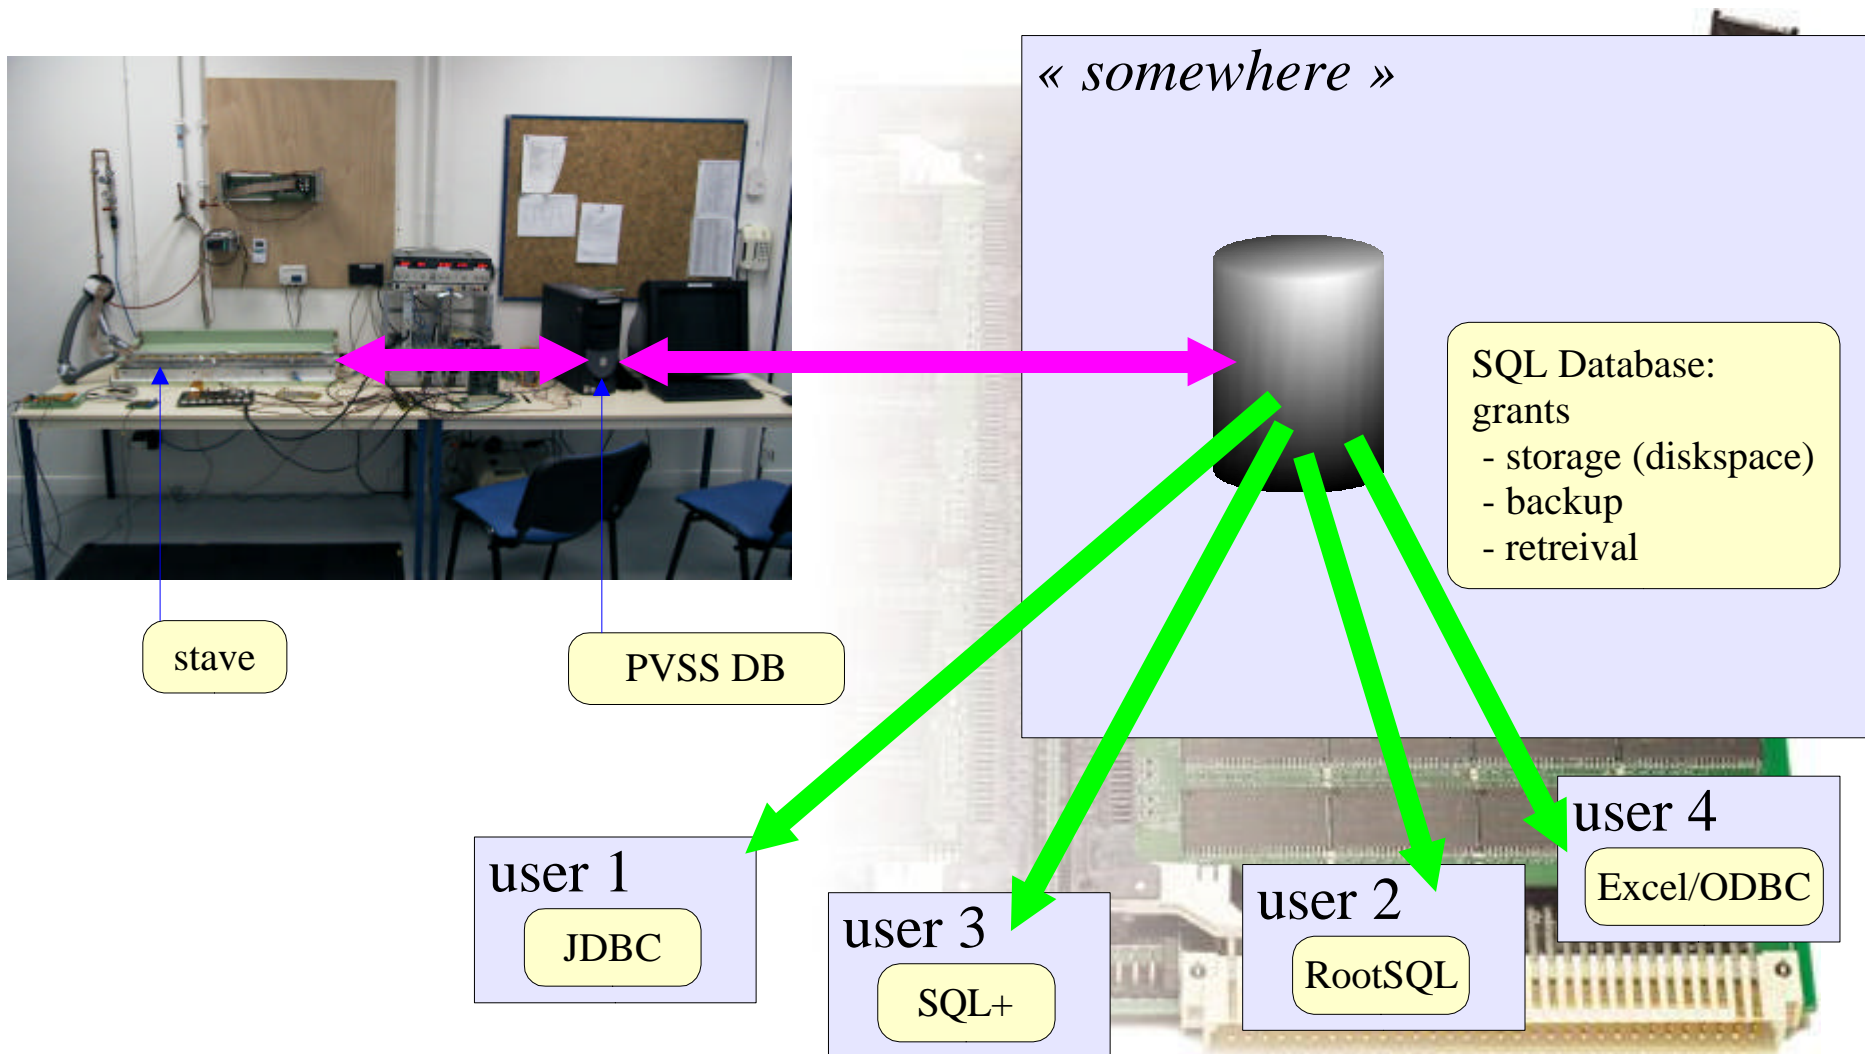 « somewhere »
SQL Database:
grants
- storage (diskspace)
- backup
- retreival
stave
PVSS DB
user 1
JDBC
user 3
SQL+
user 2
RootSQL
user 4
Excel/ODBC